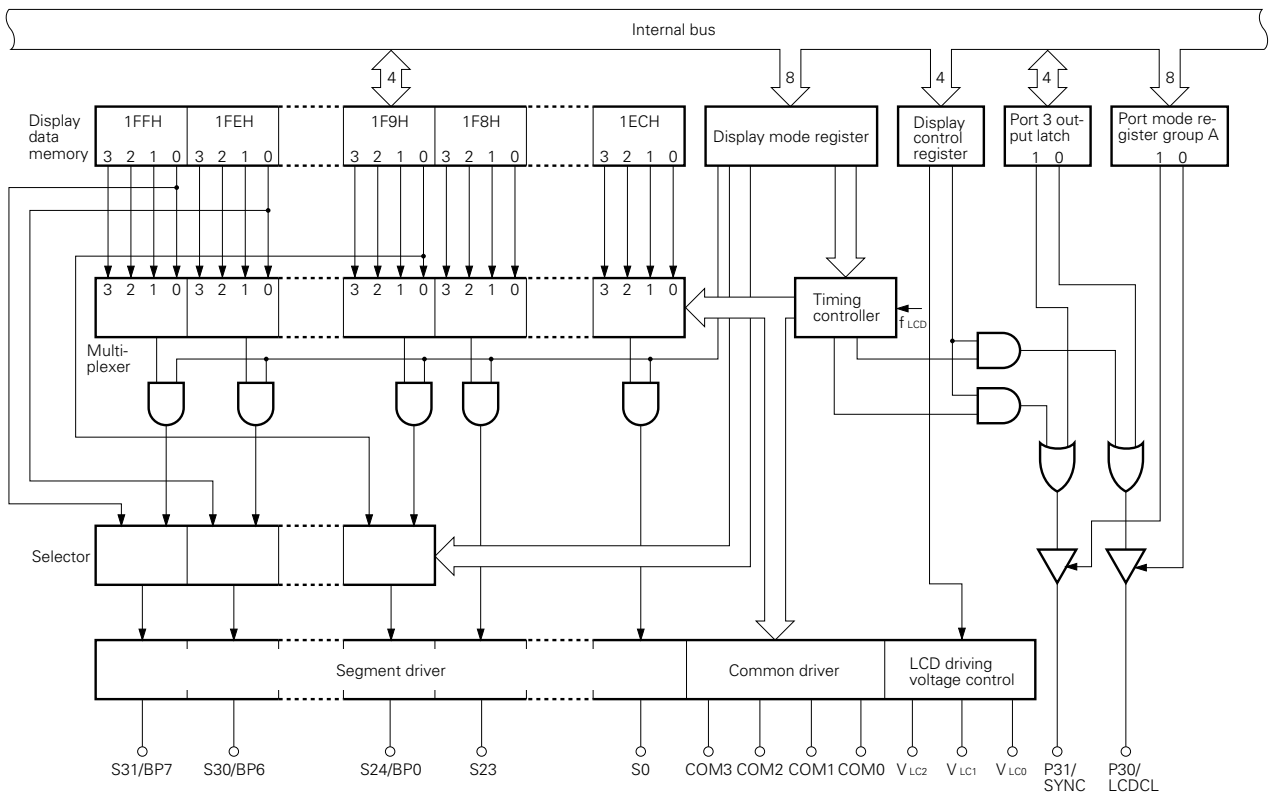 Internal bus
4
8
4
4
8
Display
data
memory
1FFH
1FEH
1F9H
1F8H
1ECH
3 2 1 0 3 2 1 0
3 2 1 0 3 2 1 0
3 2 1 0
Display mode register
Display
control
register
Port 3 out-
put latch
1 0
Port mode re-
gister group A
1 0
3 2 1 0 3 2 1 0
3 2 1 0 3 2 1 0
3 2 1 0
Timing
controller
f LCD
Multi-
plexer
Selector
Segment driver
Common driver
LCD driving
voltage control
S31/BP7
S30/BP6
S24/BP0
S23
S0
COM3 COM2 COM1 COM0
V LC2
V LC1
V LC0
P31/
SYNC
P30/
LCDCL